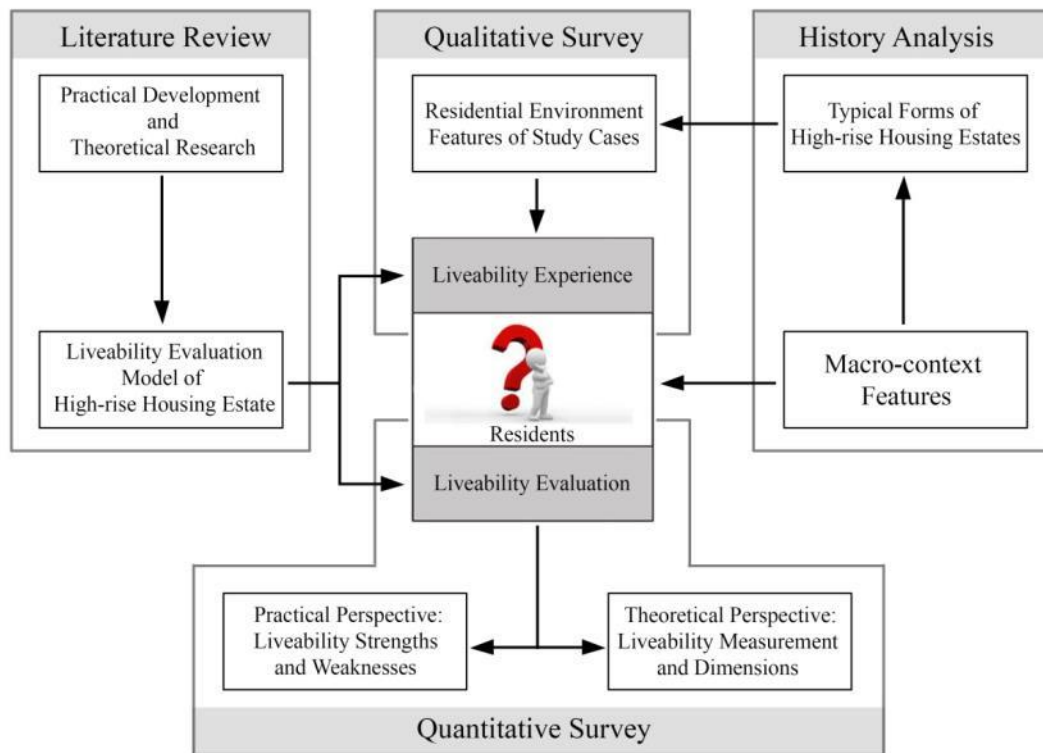 Literature Review
Practical Development
and
Theoretical Research
Liveability Evaluation
Model of
High-rise Housing Estate
Qualitative Survey
Residential Environment
Features of Study Cases
Liveability Experience
Residents
Liveability Evaluation
History Analysis
Typical Forms of
High-rise Housing Estates
Macro-context
Features
Practical Perspective:
Liveability Strengths
and Weaknesses
Theoretical Perspective:
Liveability Measurement
and Dimensions
Quantitative Survey